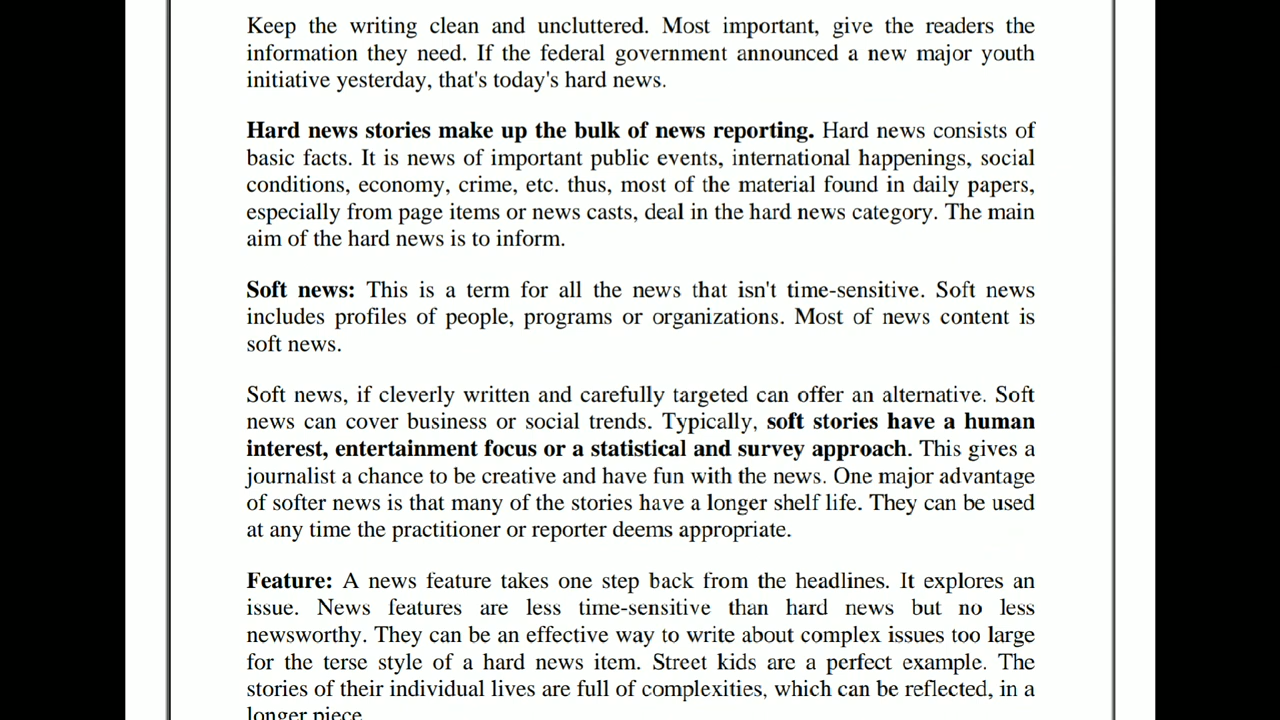 Keep the writing clean and uncluttered. Most important, give the readers the
information they need. If the federal government announced a new major youth
initiative yesterday, that's today's hard news.
Hard news stories make up the bulk of news reporting. Hard news consists of
basic facts. It is news of important public events, international happenings, social
conditions, economy, crime, etc. thus, most of the material found in daily papers,
especially from page items or news casts, deal in the hard news category. The main
aim of the hard news is to inform.
Soft news: This is a term for all the news that isn't time-sensitive. Soft news
includes profiles of people, programs or organizations. Most of news content is
soft news.
Soft news, if cleverly written and carefully targeted can offer an alternative. Soft
news can cover business or social trends. Typically, soft stories have a human
interest, entertainment focus or a statistical and survey approach. This gives a
journalist a chance to be creative and have fun with the news. One major advantage
of softer news is that many of the stories have a longer shelf life. They can be used
at any time the practitioner or reporter deems appropriate.
Feature: A news feature takes one step back from the headlines. It explores an
issue. News features are less time-sensitive than hard news but no less
newsworthy. They can be an effective way to write about complex issues too large
for the terse style of a hard news item. Street kids are a perfect example. The
stories of their individual lives are full of complexities, which can be reflected, in a
longer piece